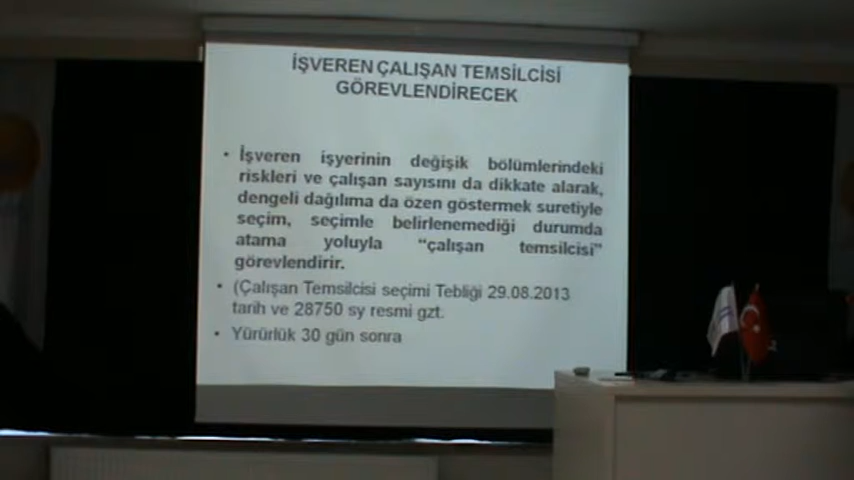 İŞVEREN ÇALIŞAN TEMSİLCİSİ
GÖREVLENDİRECEK
• İşveren işyerinin değişik bölümlerindeki
riskleri ve çalışan sayısını da dikkate alarak,
dengeli dağılıma da özen göstermek suretiyle
seçim, seçimle belirlenemediği durumda
atama yoluyla “çalışan temsilcisi”
görevlendirir.
• (Çalışan Temsilcisi seçimi Tebliği 29.08.2013
tarih ve 28750 sy resmi gzt.
• Yürürlük 30 gün sonra